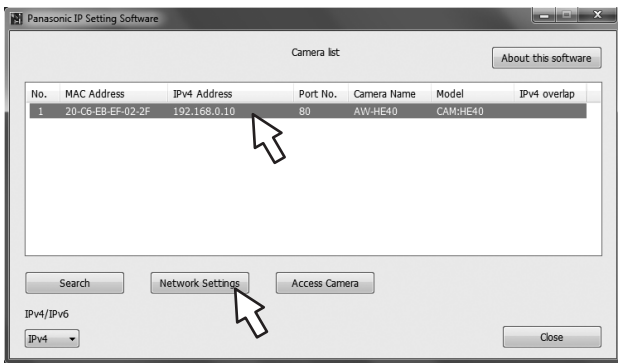 Panasonic IP Setting Software
Camera list
About this software
No. MAC Address IPv4 Address Port No. Camera Name Model IPv4 overlap
1 20-C6-EB-EF-02-2F 192.168.0.10 80 AW-HE40 CAM:HE40
Search Network Settings Access Camera
IPv4/IPv6
IPv4 Close